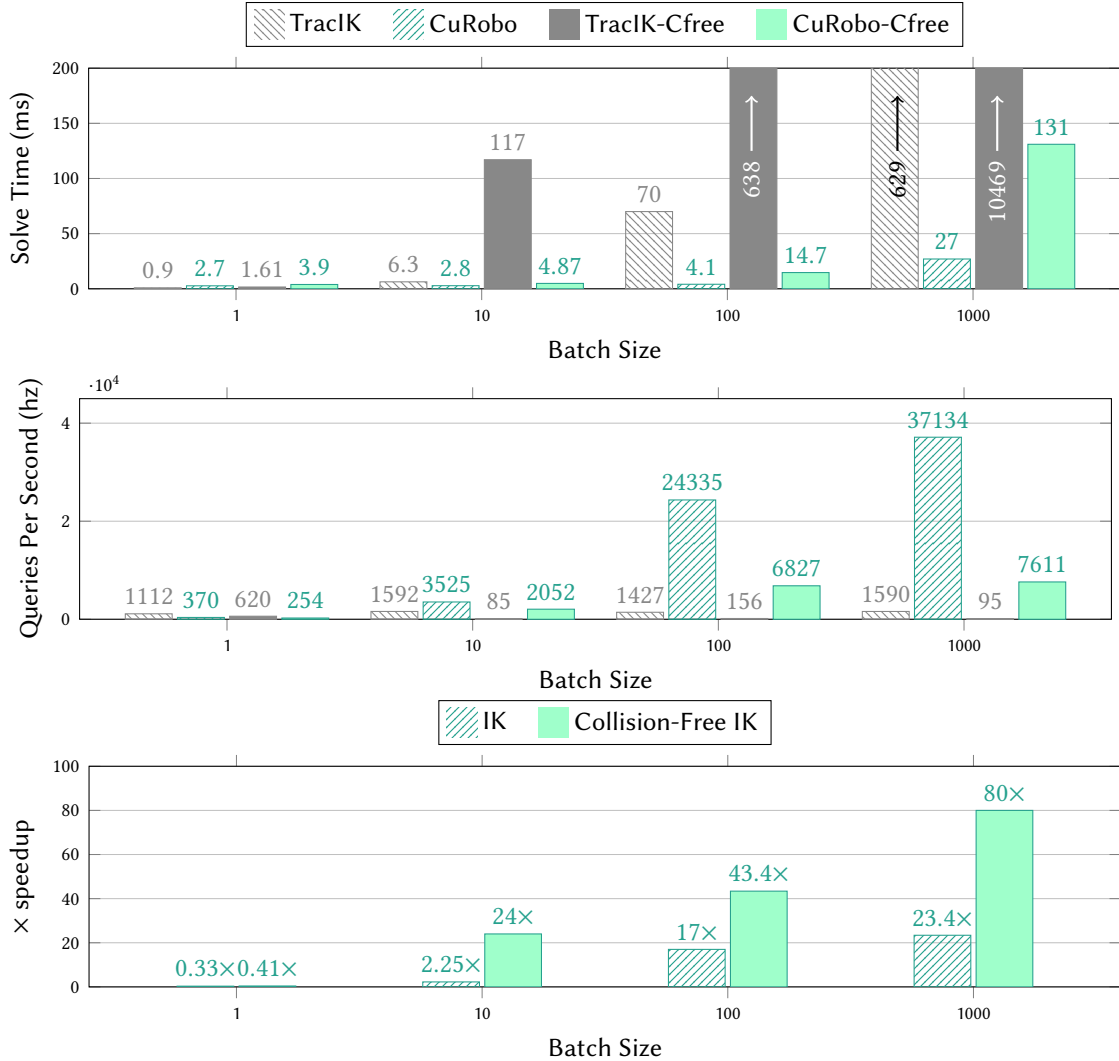 TracIK CuRobo TracIK-Cfree CuRobo-Cfree
Solve Time (ms)
200
150
100
50
0
0.9 2.7 1.61 3.9
6.3 2.8 117 4.87
70 4.1 638 14.7
629 27 10469 131
1 10 100 1000
Batch Size
Queries Per Second (hz)
·10⁴
4
2
0
1112 370 620 254
1592 3525 85 2052
1427 24335 156 6827
1590 37134 95 7611
1 10 100 1000
Batch Size
IK Collision-Free IK
× speedup
100
80
60
40
20
0
0.33× 0.41×
2.25× 24×
17× 43.4×
23.4× 80×
1 10 100 1000
Batch Size